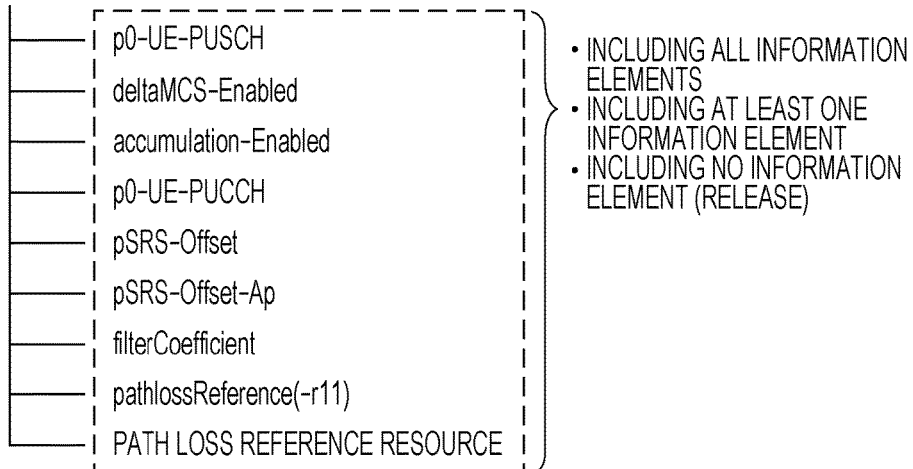 p0-UE-PUSCH
deltaMCS-Enabled
accumulation-Enabled
p0-UE-PUCCH
pSRS-Offset
pSRS-Offset-Ap
filterCoefficient
pathlossReference(-r11)
PATH LOSS REFERENCE RESOURCE
• INCLUDING ALL INFORMATION
ELEMENTS
• INCLUDING AT LEAST ONE
INFORMATION ELEMENT
• INCLUDING NO INFORMATION
ELEMENT (RELEASE)